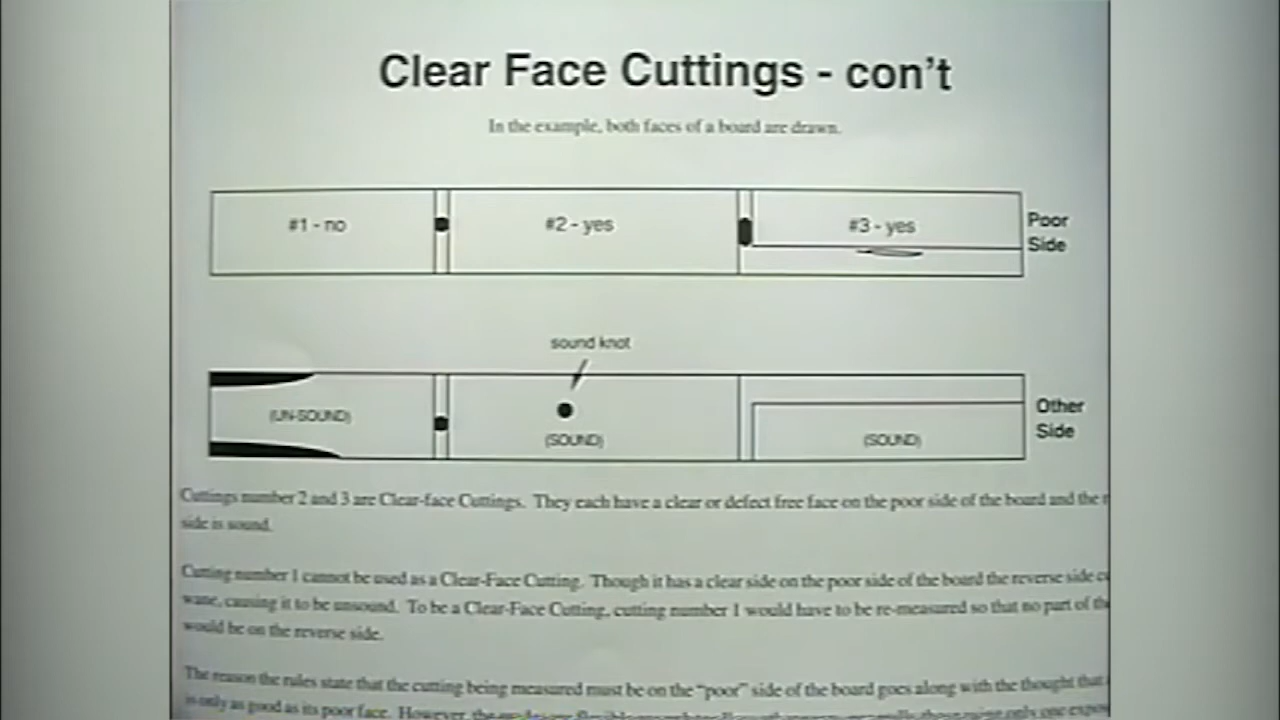 Clear Face Cuttings - con't
In the example, both faces of a board are drawn.
#1 - no
#2 - yes
#3 - yes
Poor
Side
sound knot
(UN-SOUND)
(SOUND)
(SOUND)
Other
Side
Cuttings number 2 and 3 are Clear-face Cuttings. They each have a clear or defect free face on the poor side of the board and the
side is sound.
Cutting number 1 cannot be used as a Clear-Face Cutting. Though it has a clear side on the poor side of the board the reverse side
wane, causing it to be unsound. To be a Clear-Face Cutting, cutting number 1 would have to be re-measured so that no part of the
would be on the reverse side.
The reason the rules state that the cutting being measured must be on the "poor" side of the board goes along with the thought that
is only as good as its poor face. However, the